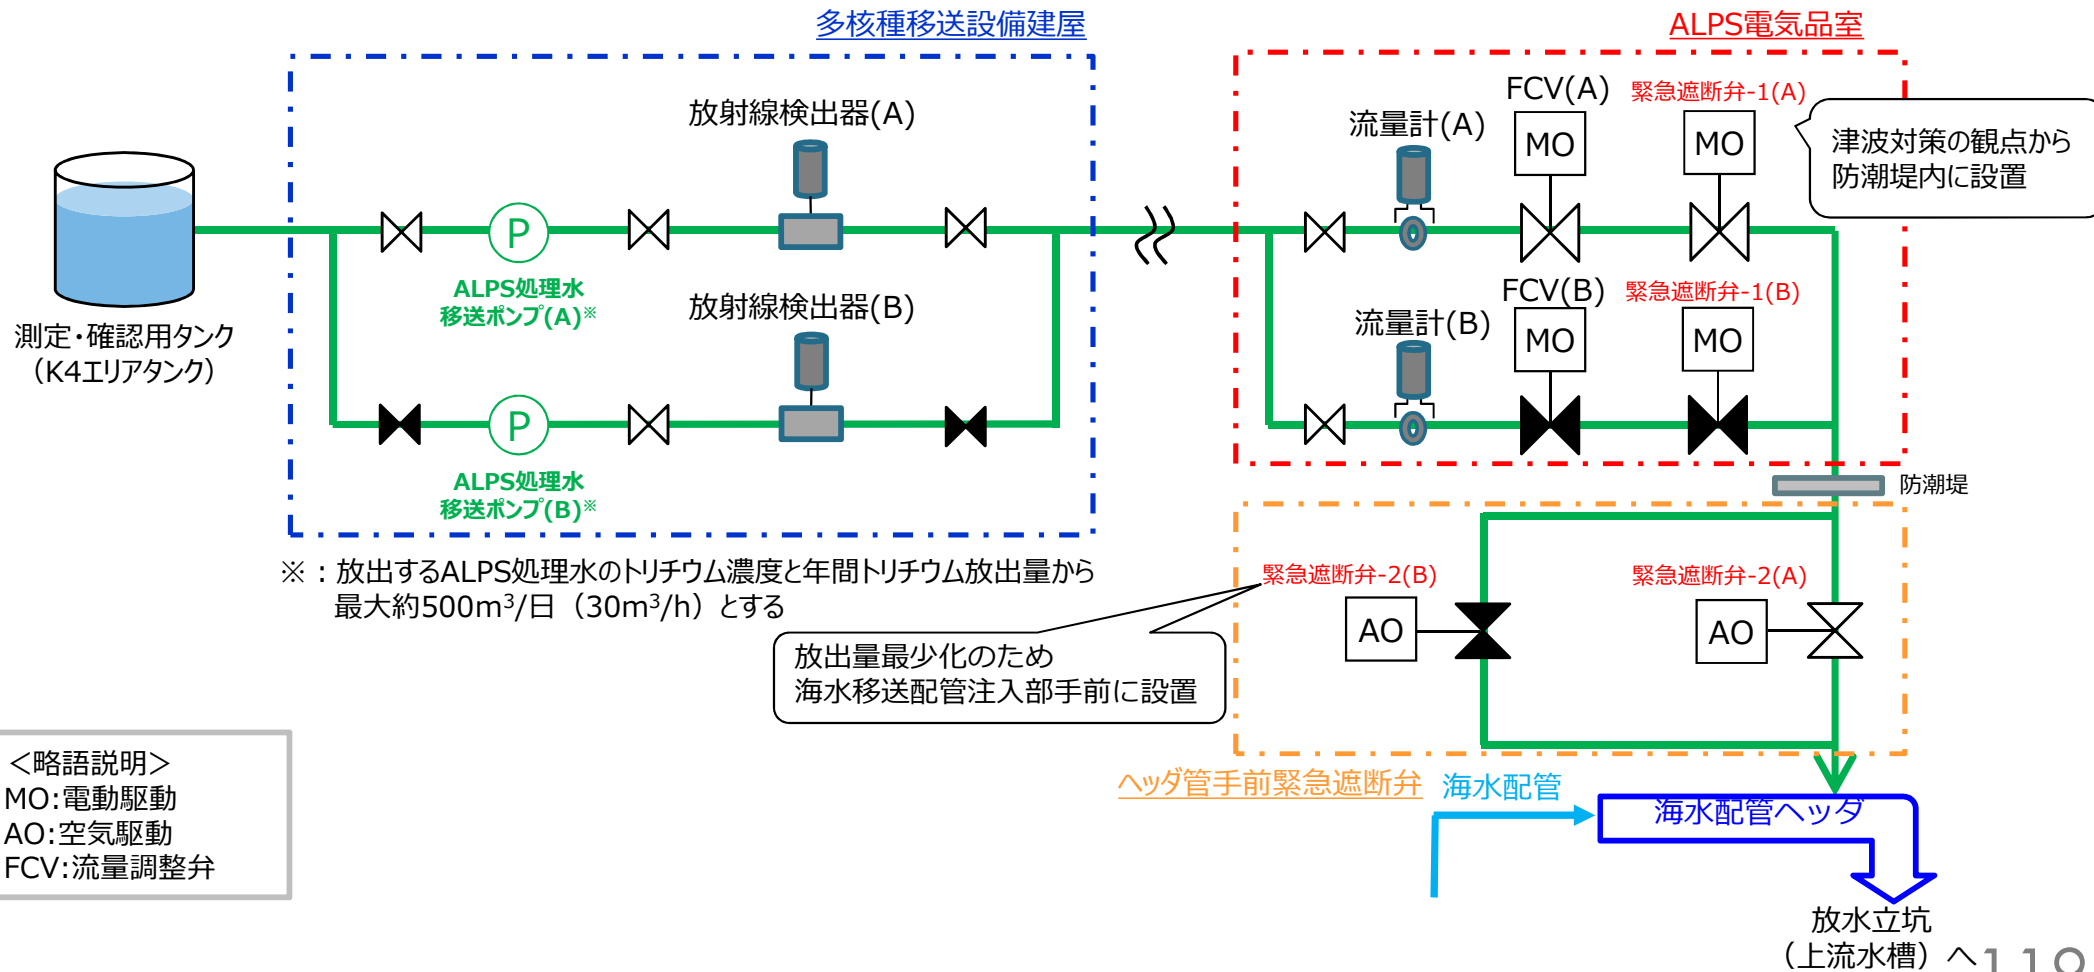 多核種移送設備建屋
ALPS電気品室
放射線検出器(A)
流量計(A)
FCV(A)
MO
緊急遮断弁-1(A)
MO
津波対策の観点から
防潮堤内に設置
P
ALPS処理水
移送ポンプ(A)※
測定・確認用タンク
（K4エリアタンク）
放射線検出器(B)
流量計(B)
FCV(B)
MO
緊急遮断弁-1(B)
MO
P
ALPS処理水
移送ポンプ(B)※
防潮堤
※：放出するALPS処理水のトリチウム濃度と年間トリチウム放出量から
最大約500m³/日（30m³/h）とする
緊急遮断弁-2(B)
AO
緊急遮断弁-2(A)
AO
放出量最少化のため
海水移送配管注入部手前に設置
＜略語説明＞
MO:電動駆動
AO:空気駆動
FCV:流量調整弁
ヘッダ管手前緊急遮断弁
海水配管
海水配管ヘッダ
放水立坑
（上流水槽）へ